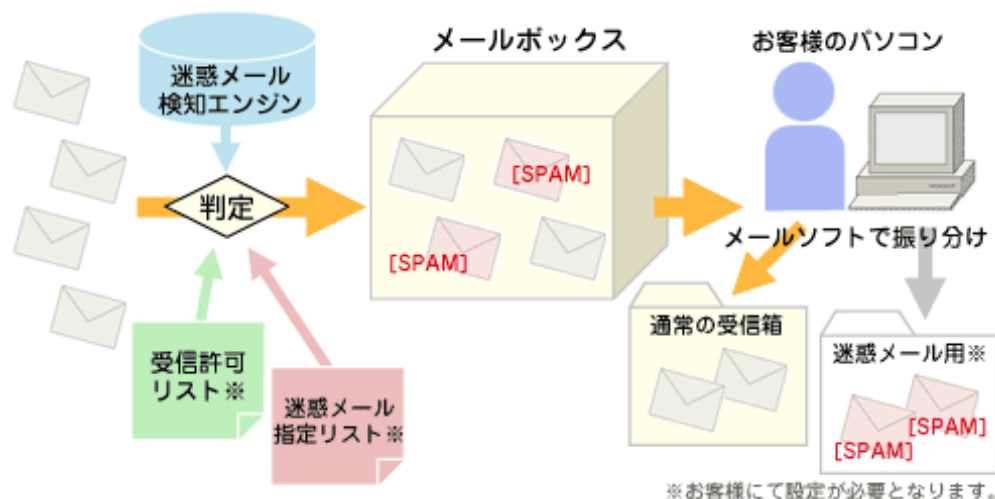 迷惑メール
検知エンジン
判定
受信許可
リスト※
迷惑メール
指定リスト※
メールボックス
[SPAM]
[SPAM]
お客様のパソコン
メールソフトで振り分け
通常の受信箱
迷惑メール用※
[SPAM]
[SPAM]
※お客様にて設定が必要となります。